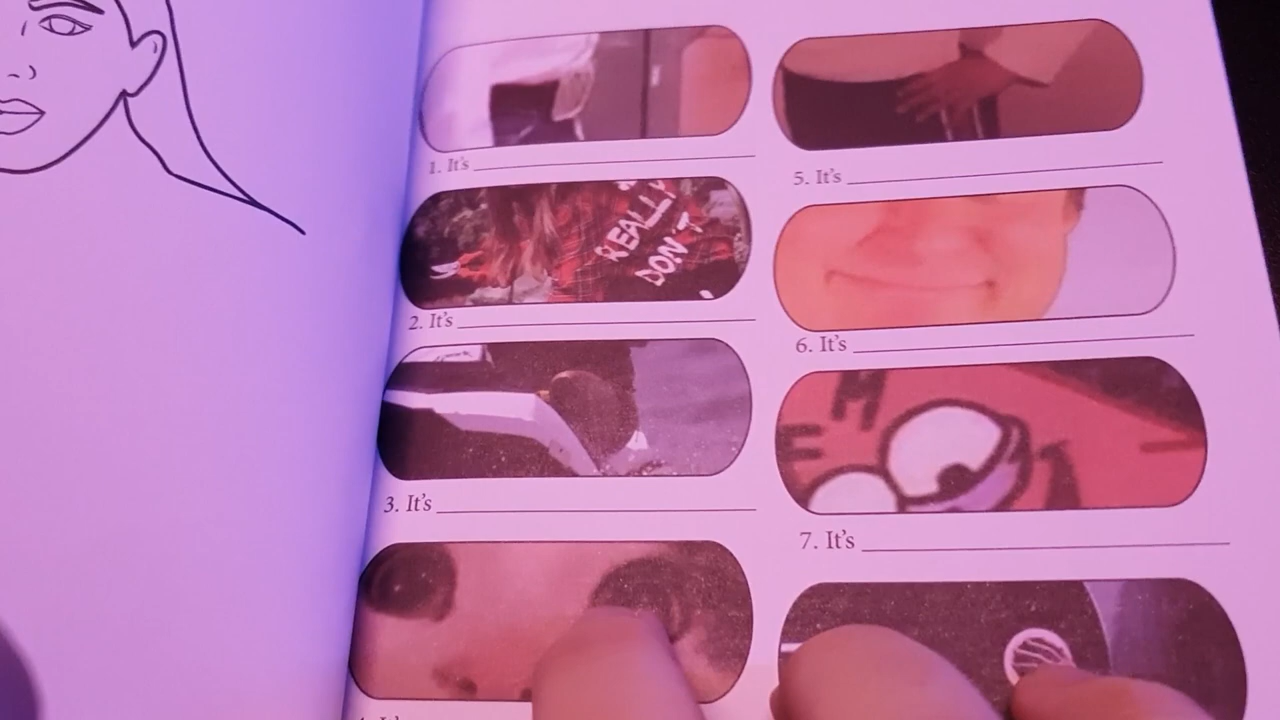 1. It's
REALLY
DON'T
2. It's
3. It's
5. It's
6. It's
7. It's